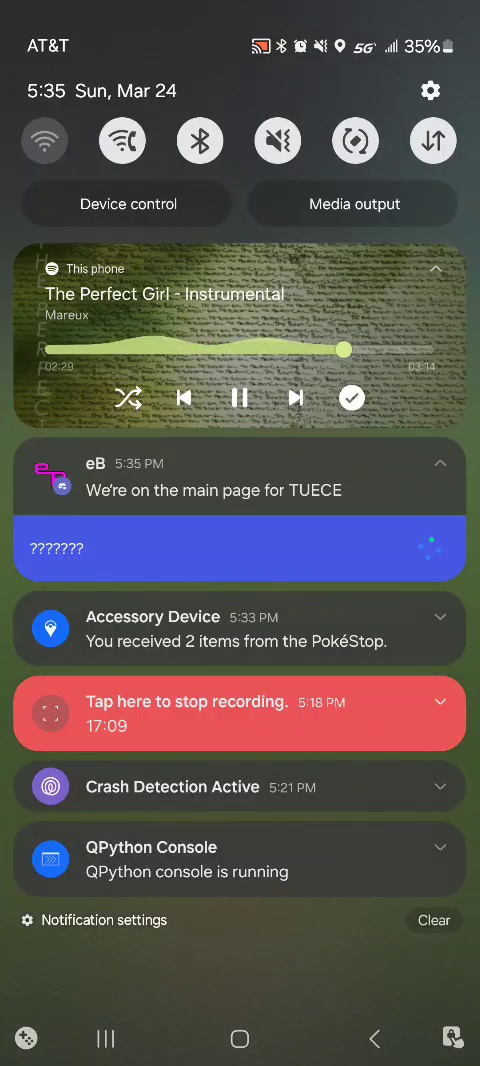 AT&T
5G 35%
5:35 Sun, Mar 24
Device control
Media output
This phone
The Perfect Girl - Instrumental
Mareux
02:29
03:14
eB 5:35 PM
We're on the main page for TUECE
???????
Accessory Device 5:33 PM
You received 2 items from the PokéStop.
Tap here to stop recording. 5:18 PM
17:09
Crash Detection Active 5:21 PM
QPython Console
QPython console is running
Notification settings
Clear